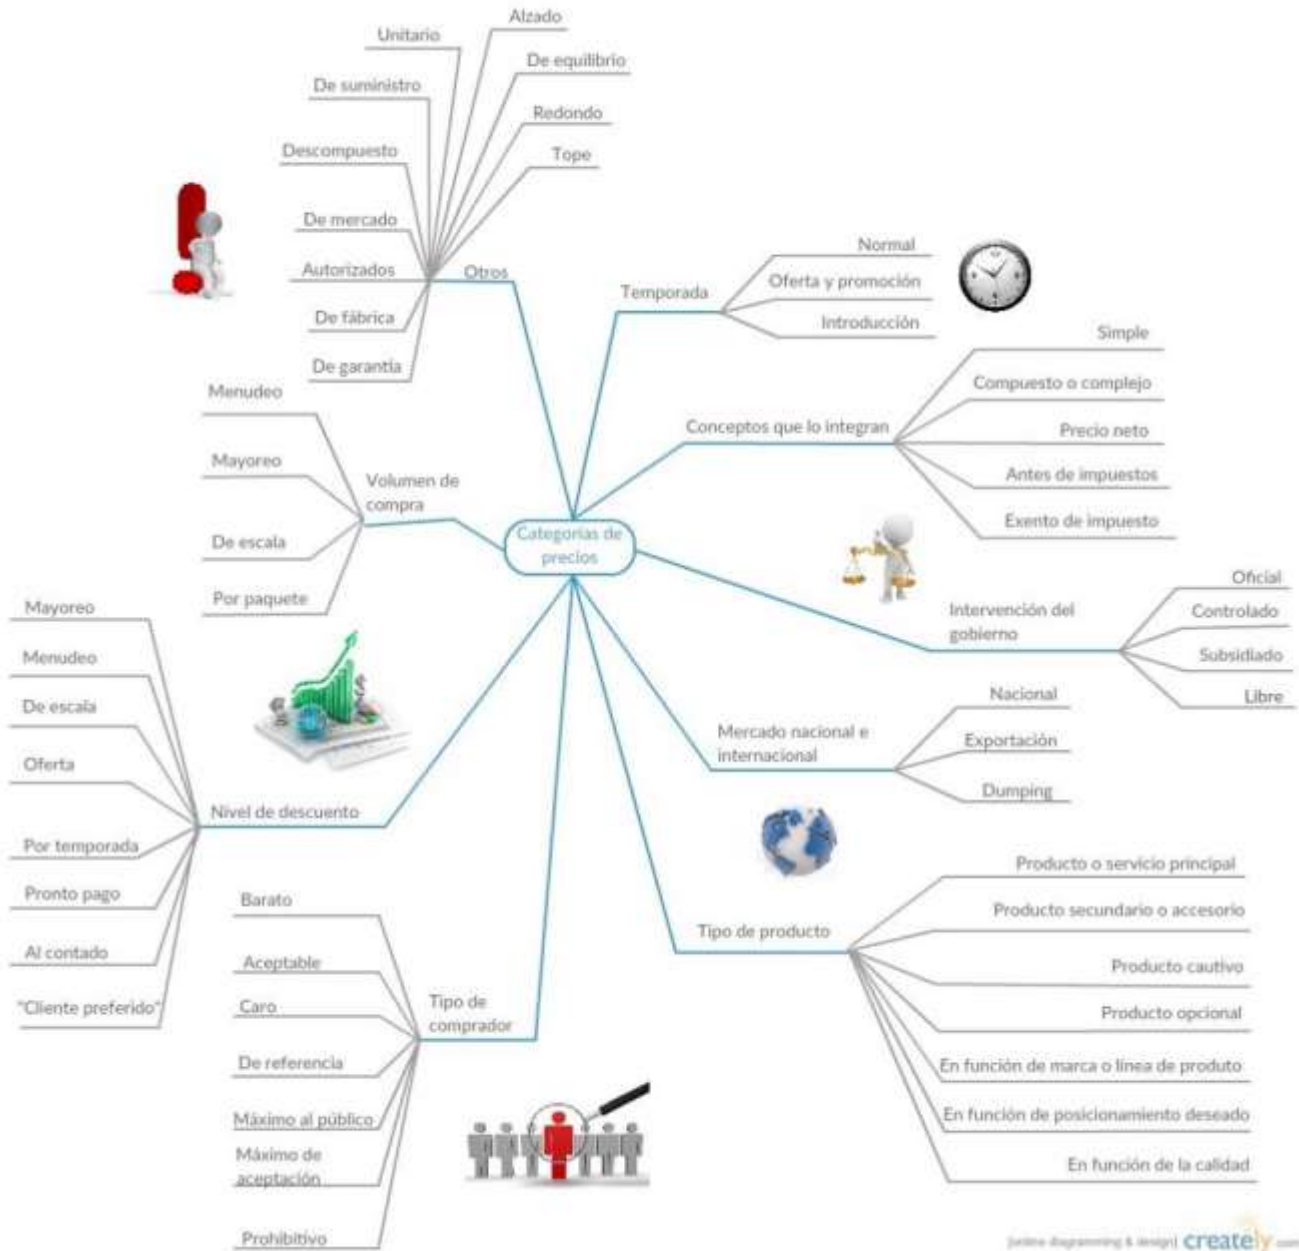 Categorías de
precios
Temporada
Normal
Oferta y promoción
Introducción
Conceptos que lo integran
Simple
Compuesto o complejo
Precio neto
Antes de impuestos
Exento de impuesto
Intervención del
gobierno
Oficial
Controlado
Subsidiado
Libre
Mercado nacional e
internacional
Nacional
Exportación
Dumping
Tipo de producto
Producto o servicio principal
Producto secundario o accesorio
Producto cautivo
Producto opcional
En función de marca o línea de produto
En función de posicionamiento deseado
En función de la calidad
Tipo de
comprador
Barato
Aceptable
Caro
De referencia
Máximo al público
Máximo de
aceptación
Prohibitivo
Nivel de descuento
Mayoreo
Menudeo
De escala
Oferta
Por temporada
Pronto pago
Al contado
"Cliente preferido"
Volumen de
compra
Menudeo
Mayoreo
De escala
Por paquete
Otros
Alzado
Unitario
De equilibrio
De suministro
Redondo
Descompuesto
Tope
De mercado
Autorizados
De fábrica
De garantía
[online diagramming & design] creately.com